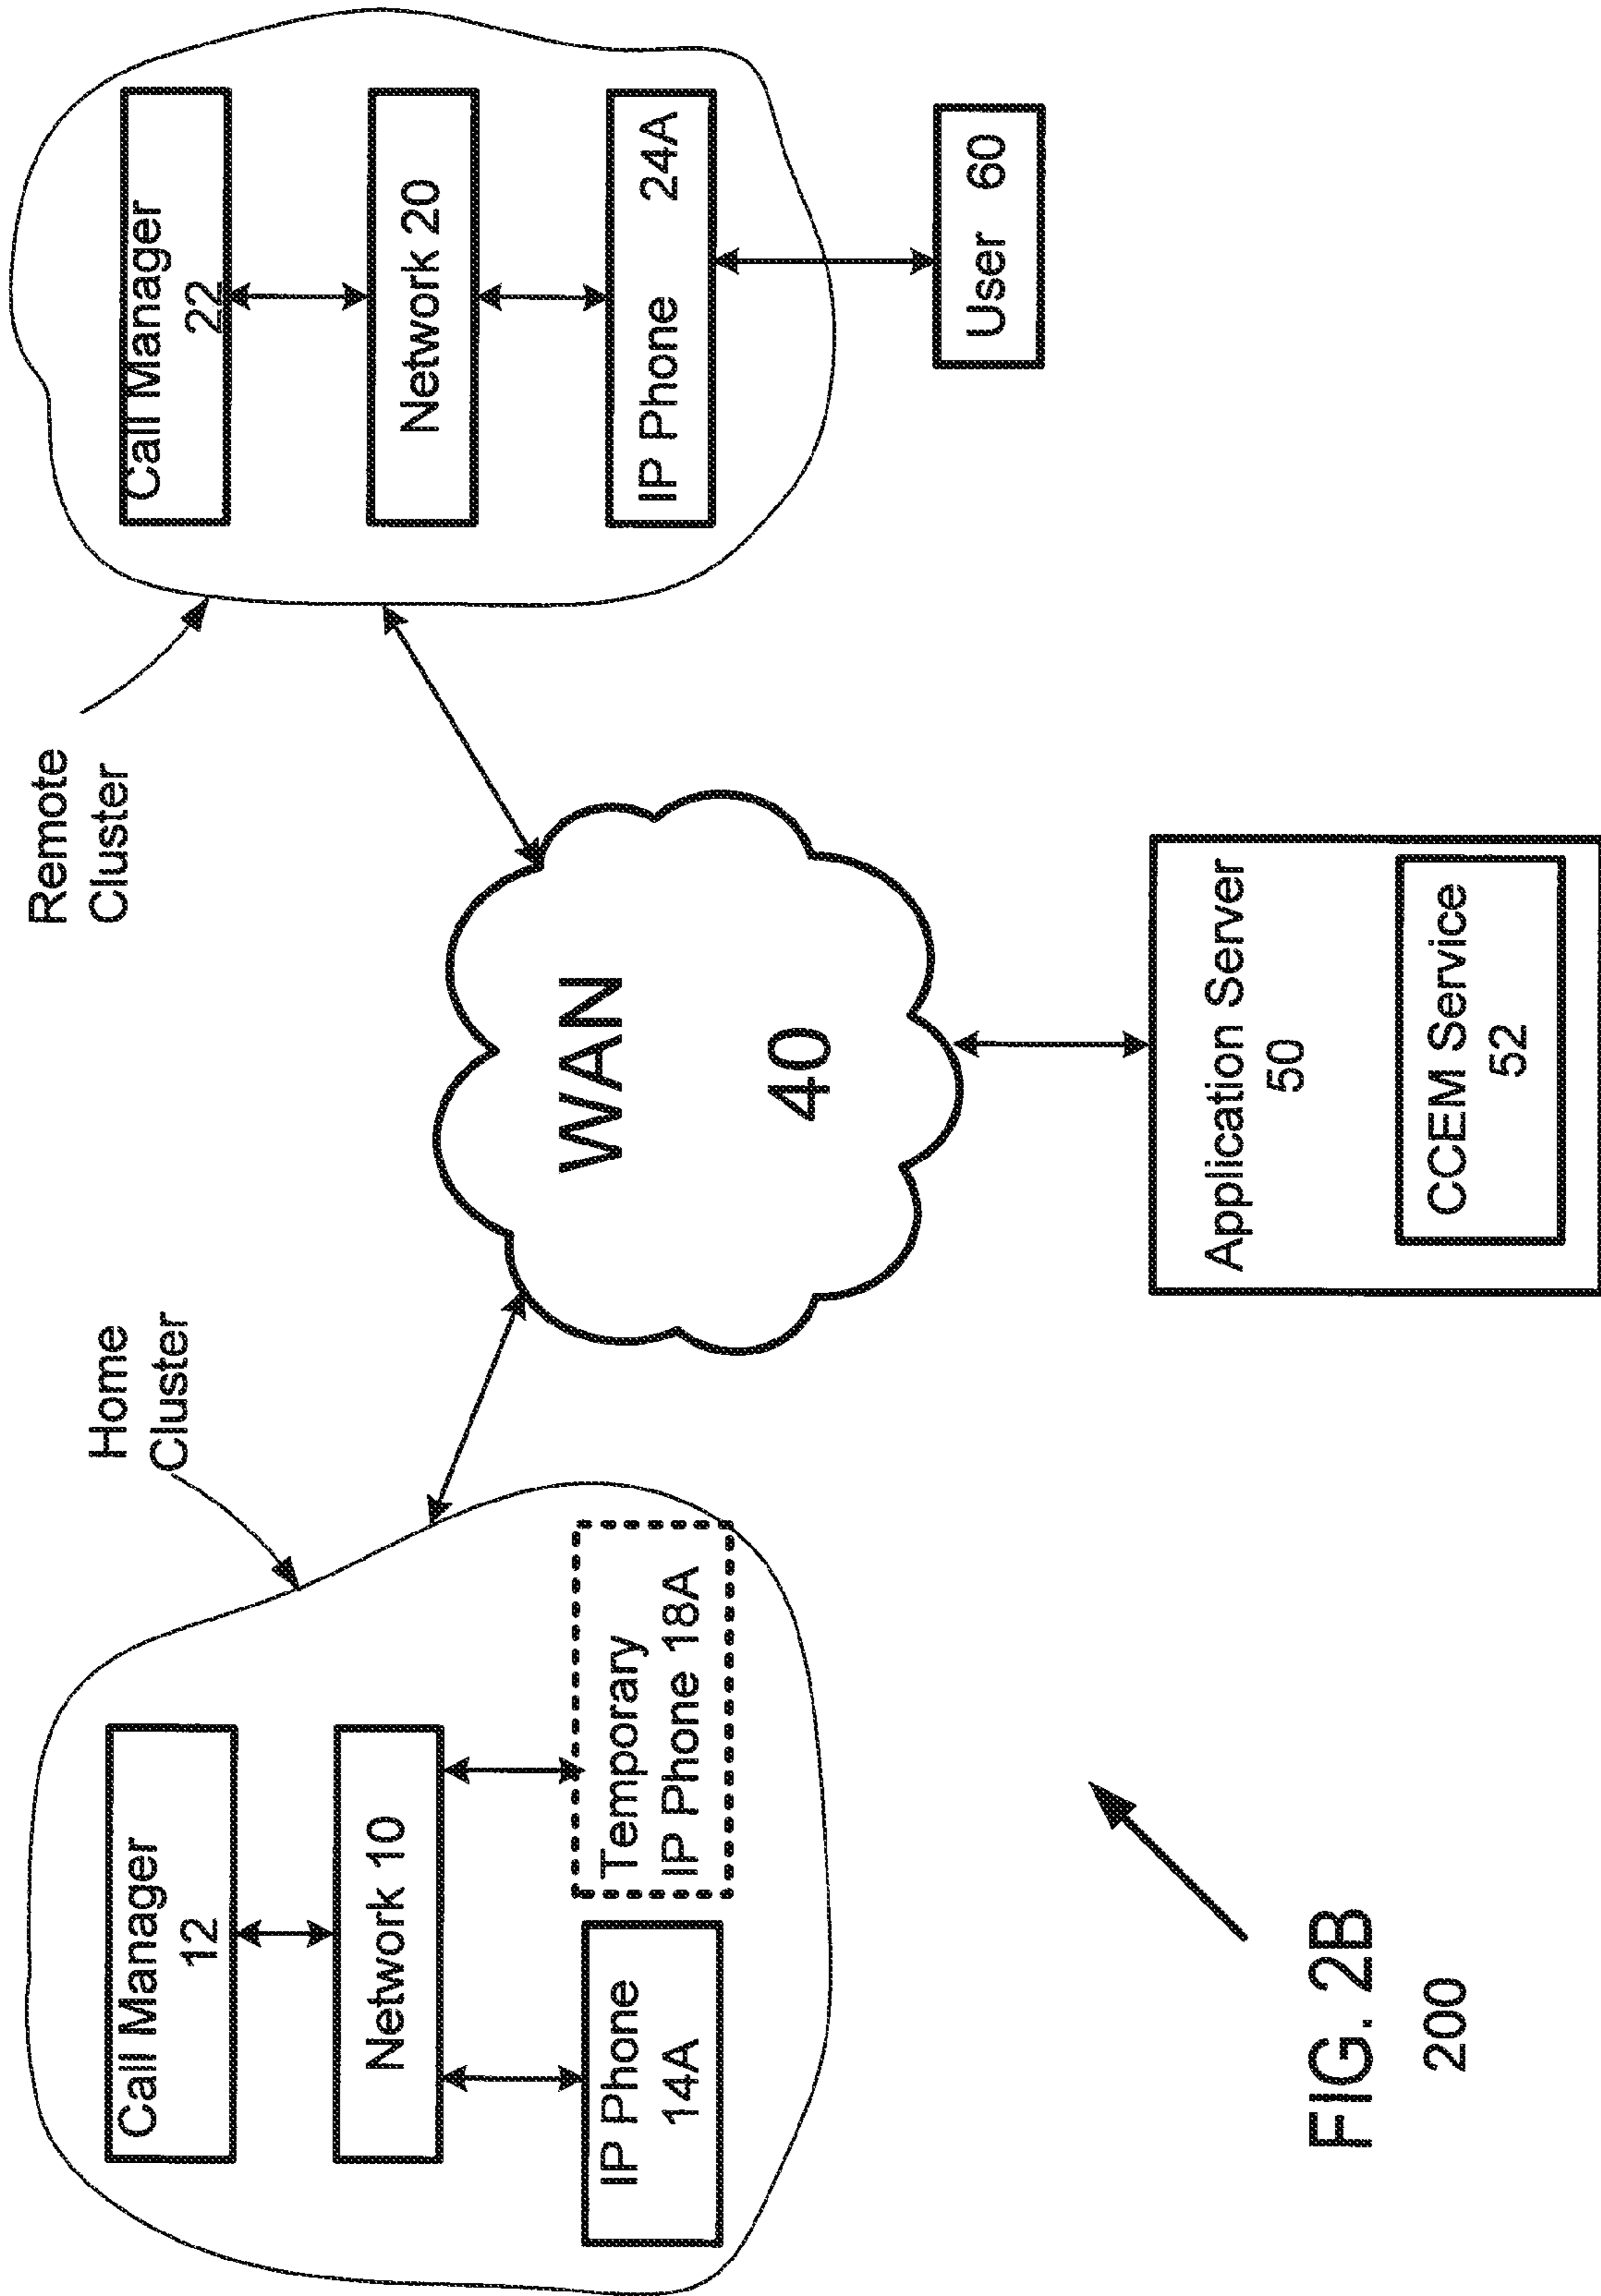 Home
Cluster
Call Manager
12
Network 10
IP Phone
14A
Temporary
IP Phone 18A
Remote
Cluster
Call Manager
22
Network 20
IP Phone 24A
User 60
WAN
40
Application Server
50
CCEM Service
52
FIG. 2B
200